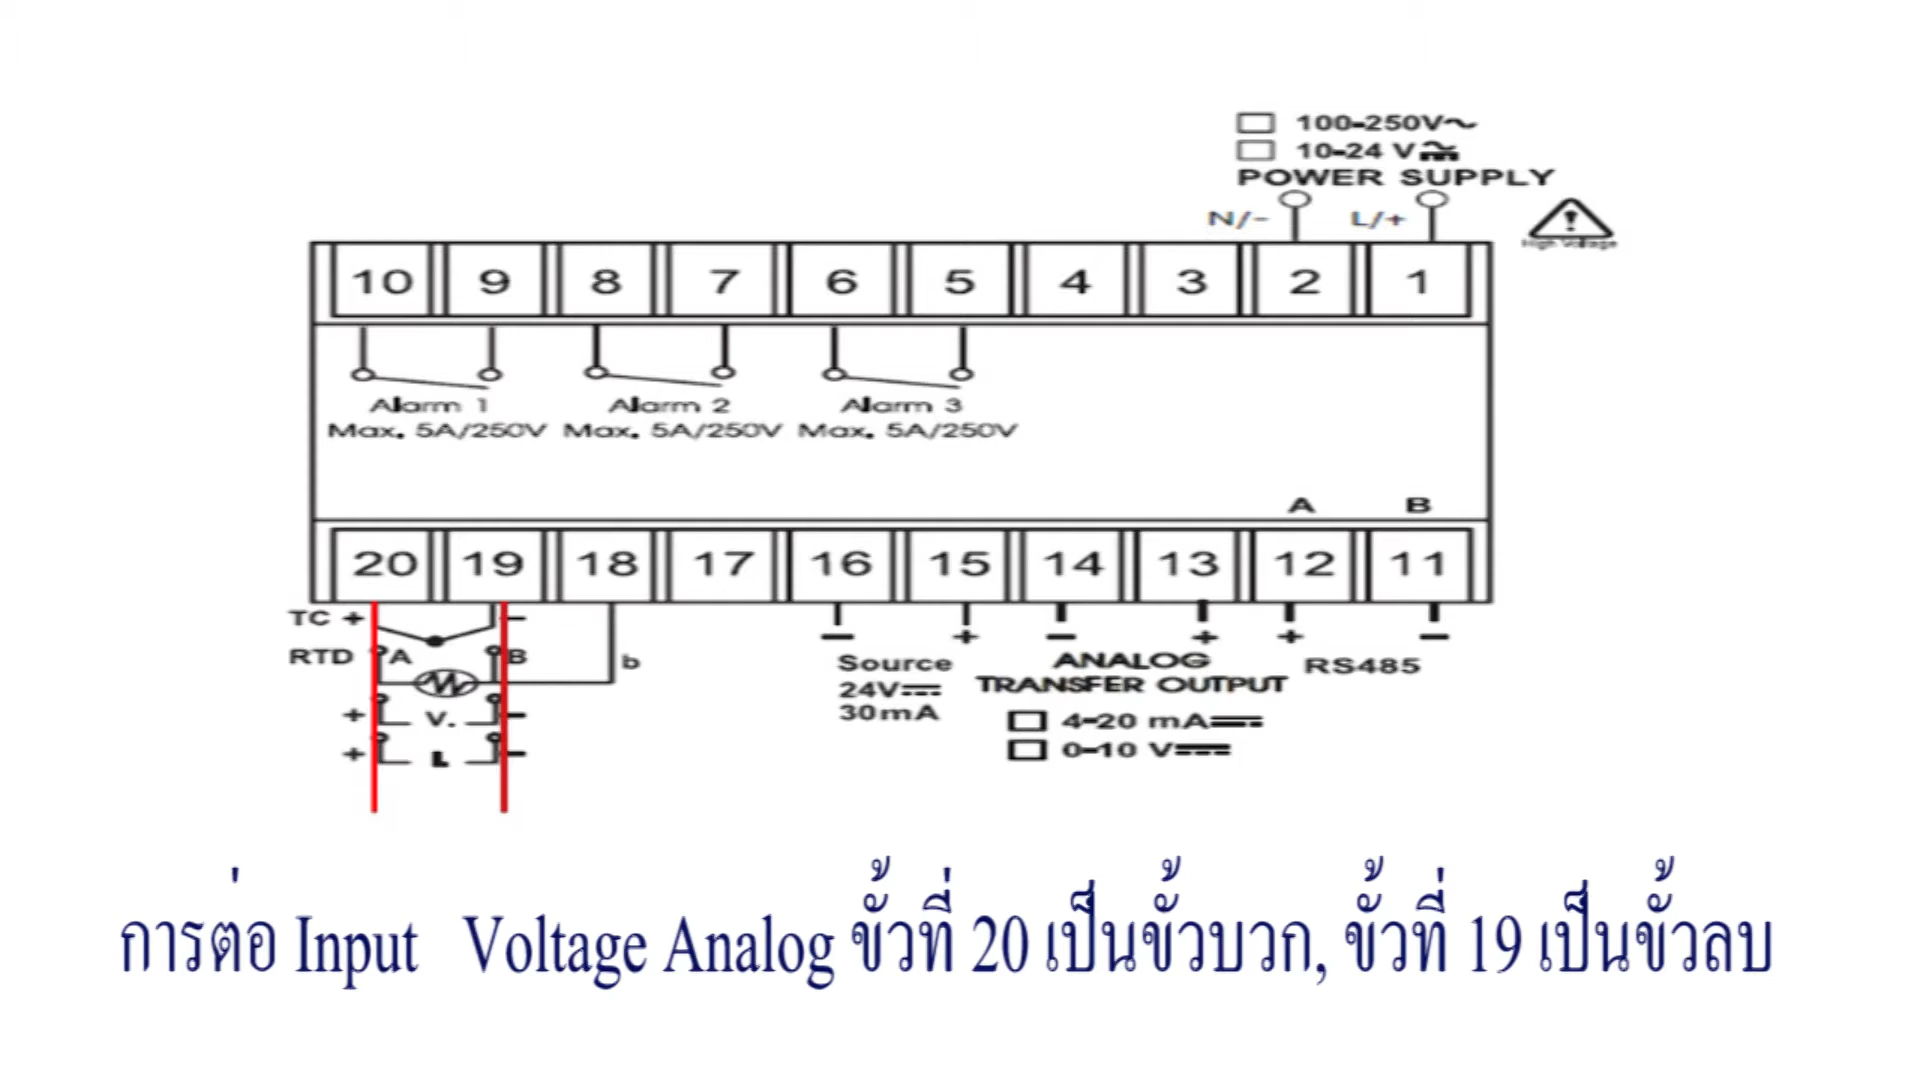 100-250V~
10-24 V
POWER SUPPLY
N/- L/+
High Voltage
10 9 8 7 6 5 4 3 2 1
Alarm 1 Alarm 2 Alarm 3
Max. 5A/250V Max. 5A/250V Max. 5A/250V
A B
20 19 18 17 16 15 14 13 12 11
TC + -
RTD A B b
+ V. -
+ I. -
- + - + + -
Source
24V
30mA
ANALOG
TRANSFER OUTPUT
4-20 mA
0-10 V
RS485
การต่อ Input Voltage Analog ขั้วที่ 20 เป็นขั้วบวก, ขั้วที่ 19 เป็นขั้วลบ